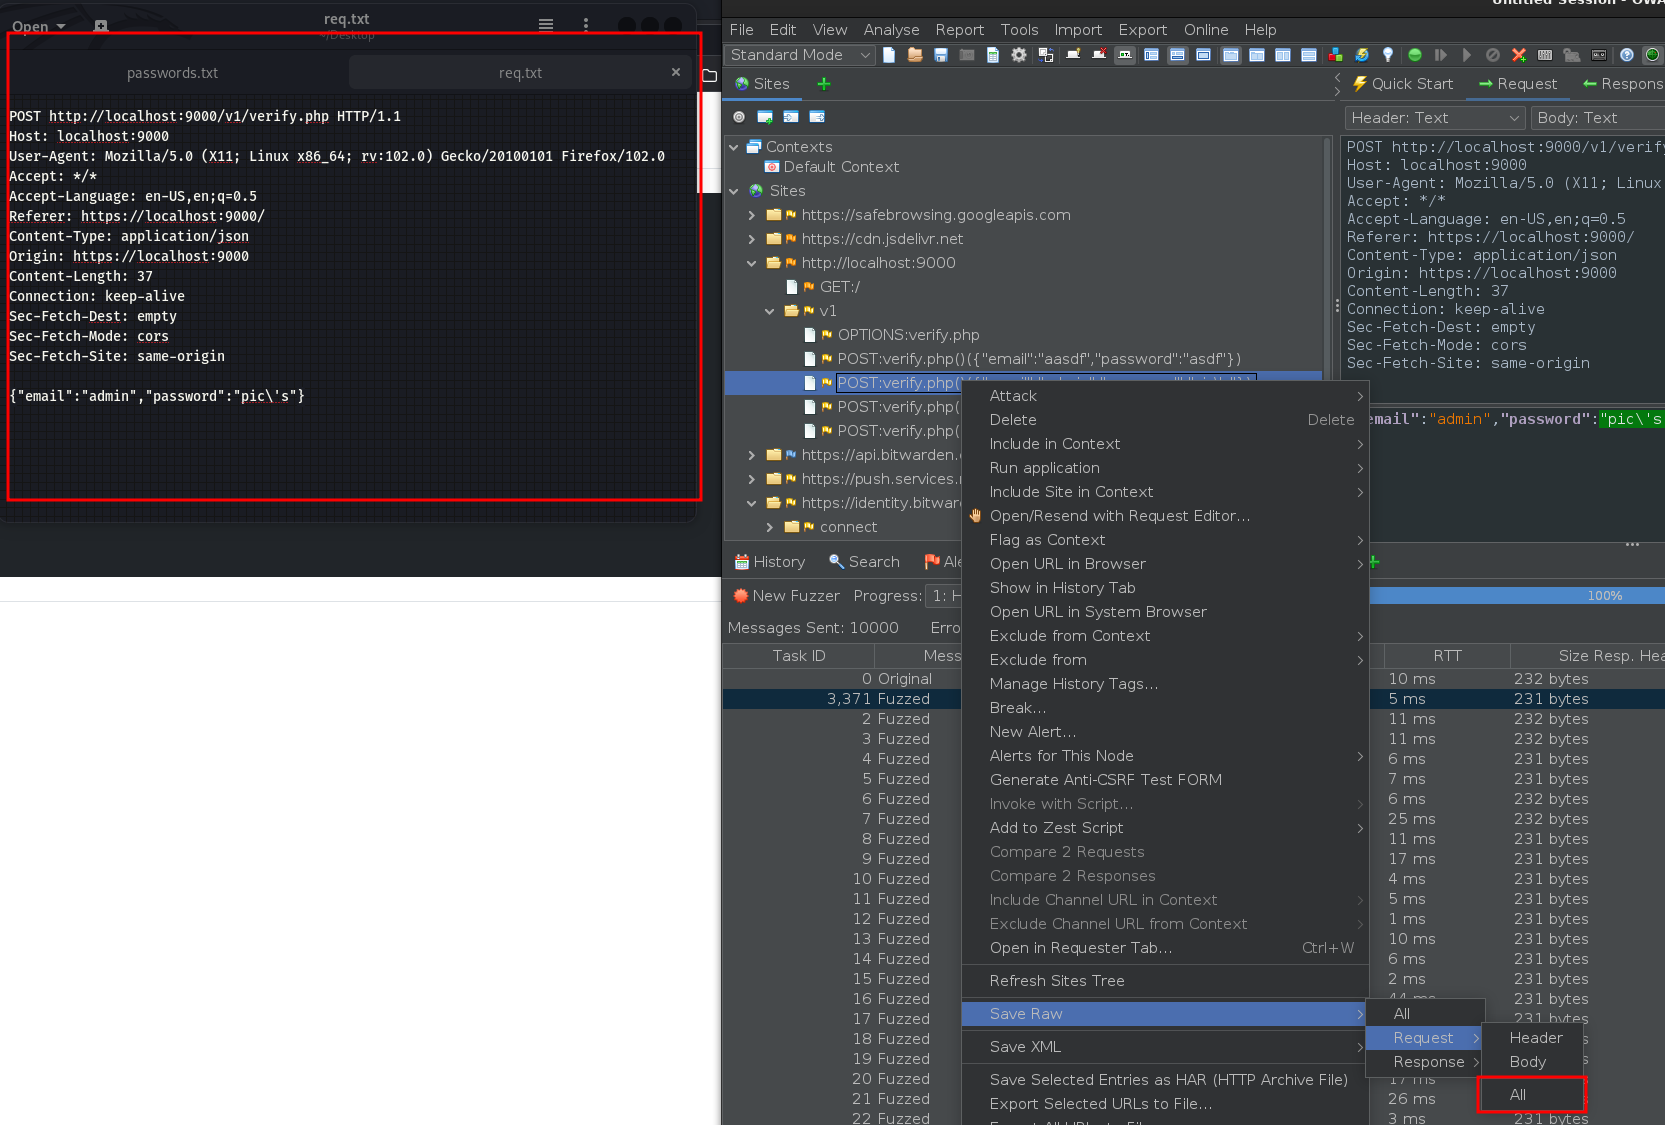 Open
req.txt
~/Desktop
passwords.txt
req.txt
POST http://localhost:9000/v1/verify.php HTTP/1.1
Host: localhost:9000
User-Agent: Mozilla/5.0 (X11; Linux x86_64; rv:102.0) Gecko/20100101 Firefox/102.0
Accept: */*
Accept-Language: en-US,en;q=0.5
Referer: https://localhost:9000/
Content-Type: application/json
Origin: https://localhost:9000
Content-Length: 37
Connection: keep-alive
Sec-Fetch-Dest: empty
Sec-Fetch-Mode: cors
Sec-Fetch-Site: same-origin
{"email":"admin","password":"pic\'s"}
File Edit View Analyse Report Tools Import Export Online Help
Standard Mode
Sites
Contexts
Default Context
Sites
https://safebrowsing.googleapis.com
https://cdn.jsdelivr.net
http://localhost:9000
GET:/
v1
OPTIONS:verify.php
POST:verify.php()({"email":"aasdf","password":"asdf"})
POST:verify.php()
POST:verify.php(
POST:verify.php(
https://api.bitwarden.
https://push.services.
https://identity.bitwar
connect
Quick Start Request Respons
Header: Text Body: Text
POST http://localhost:9000/v1/verify
Host: localhost:9000
User-Agent: Mozilla/5.0 (X11; Linux
Accept: */*
Accept-Language: en-US,en;q=0.5
Referer: https://localhost:9000/
Content-Type: application/json
Origin: https://localhost:9000
Content-Length: 37
Connection: keep-alive
Sec-Fetch-Dest: empty
Sec-Fetch-Mode: cors
Sec-Fetch-Site: same-origin
email":"admin","password":"pic\'s
Attack
Delete Delete
Include in Context
Run application
Include Site in Context
Open/Resend with Request Editor...
Flag as Context
Open URL in Browser
Show in History Tab
Open URL in System Browser
Exclude from Context
Exclude from
Manage History Tags...
Break...
New Alert...
Alerts for This Node
Generate Anti-CSRF Test FORM
Invoke with Script...
Add to Zest Script
Compare 2 Requests
Compare 2 Responses
Include Channel URL in Context
Exclude Channel URL from Context
Open in Requester Tab... Ctrl+W
Refresh Sites Tree
Save Raw
Save XML
Save Selected Entries as HAR (HTTP Archive File)
Export Selected URLs to File...
All
Request
Response
Header
Body
All
History Search Ale
New Fuzzer Progress: 1: H 100%
Messages Sent: 10000 Erro
Task ID Mess RTT Size Resp. Hea
0 Original 10 ms 232 bytes
3,371 Fuzzed 5 ms 231 bytes
2 Fuzzed 11 ms 232 bytes
3 Fuzzed 11 ms 232 bytes
4 Fuzzed 6 ms 231 bytes
5 Fuzzed 7 ms 231 bytes
6 Fuzzed 6 ms 232 bytes
7 Fuzzed 25 ms 232 bytes
8 Fuzzed 11 ms 231 bytes
9 Fuzzed 17 ms 231 bytes
10 Fuzzed 4 ms 231 bytes
11 Fuzzed 5 ms 231 bytes
12 Fuzzed 1 ms 231 bytes
13 Fuzzed 10 ms 231 bytes
14 Fuzzed 6 ms 231 bytes
15 Fuzzed 2 ms 231 bytes
16 Fuzzed 44 ms 231 bytes
17 Fuzzed 231 bytes
18 Fuzzed
19 Fuzzed
20 Fuzzed 17 ms
21 Fuzzed 26 ms
22 Fuzzed 3 ms 231 bytes